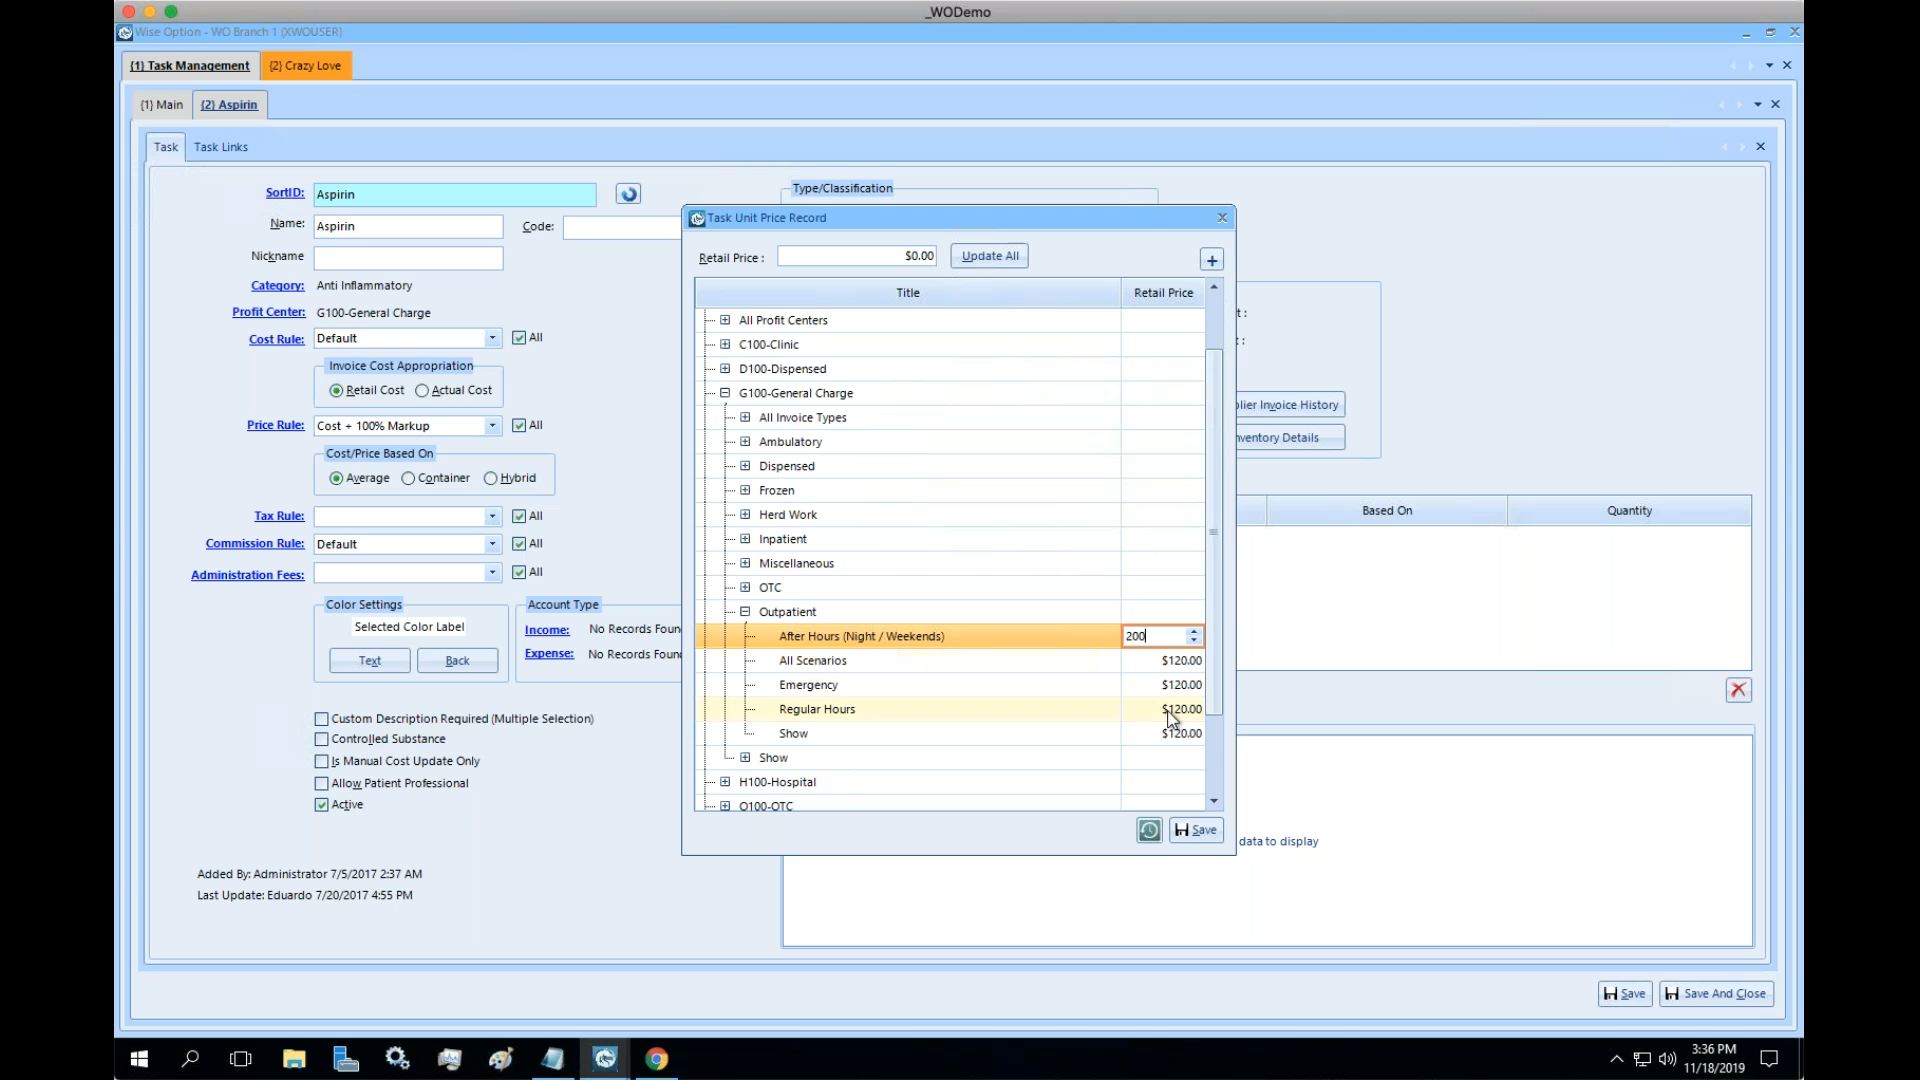 _WODemo
Wise Option - WO Branch 1 (XWOUSER)
{1} Task Management
{2} Crazy Love
{1} Main
{2} Aspirin
Task
Task Links
SortID:
Aspirin
Name:
Aspirin
Code:
Nickname
Category:
Anti Inflammatory
Profit Center:
G100-General Charge
Cost Rule:
Default
All
Invoice Cost Appropriation
Retail Cost
Actual Cost
Price Rule:
Cost + 100% Markup
All
Cost/Price Based On
Average
Container
Hybrid
Tax Rule:
All
Commission Rule:
Default
All
Administration Fees:
All
Color Settings
Selected Color Label
Text
Back
Account Type
Income:
No Records Foun
Expense:
No Records Foun
Custom Description Required (Multiple Selection)
Controlled Substance
Is Manual Cost Update Only
Allow Patient Professional
Active
Added By: Administrator 7/5/2017 2:37 AM
Last Update: Eduardo 7/20/2017 4:55 PM
Type/Classification
Task Unit Price Record
Retail Price :
$0.00
Update All
Title
Retail Price
All Profit Centers
C100-Clinic
D100-Dispensed
G100-General Charge
All Invoice Types
Ambulatory
Dispensed
Frozen
Herd Work
Inpatient
Miscellaneous
OTC
Outpatient
After Hours (Night / Weekends)
200
All Scenarios
$120.00
Emergency
$120.00
Regular Hours
$120.00
Show
$120.00
Show
H100-Hospital
O100-OTC
Save
t :
:
lier Invoice History
nventory Details
Based On
Quantity
data to display
Save
Save And Close
3:36 PM
11/18/2019